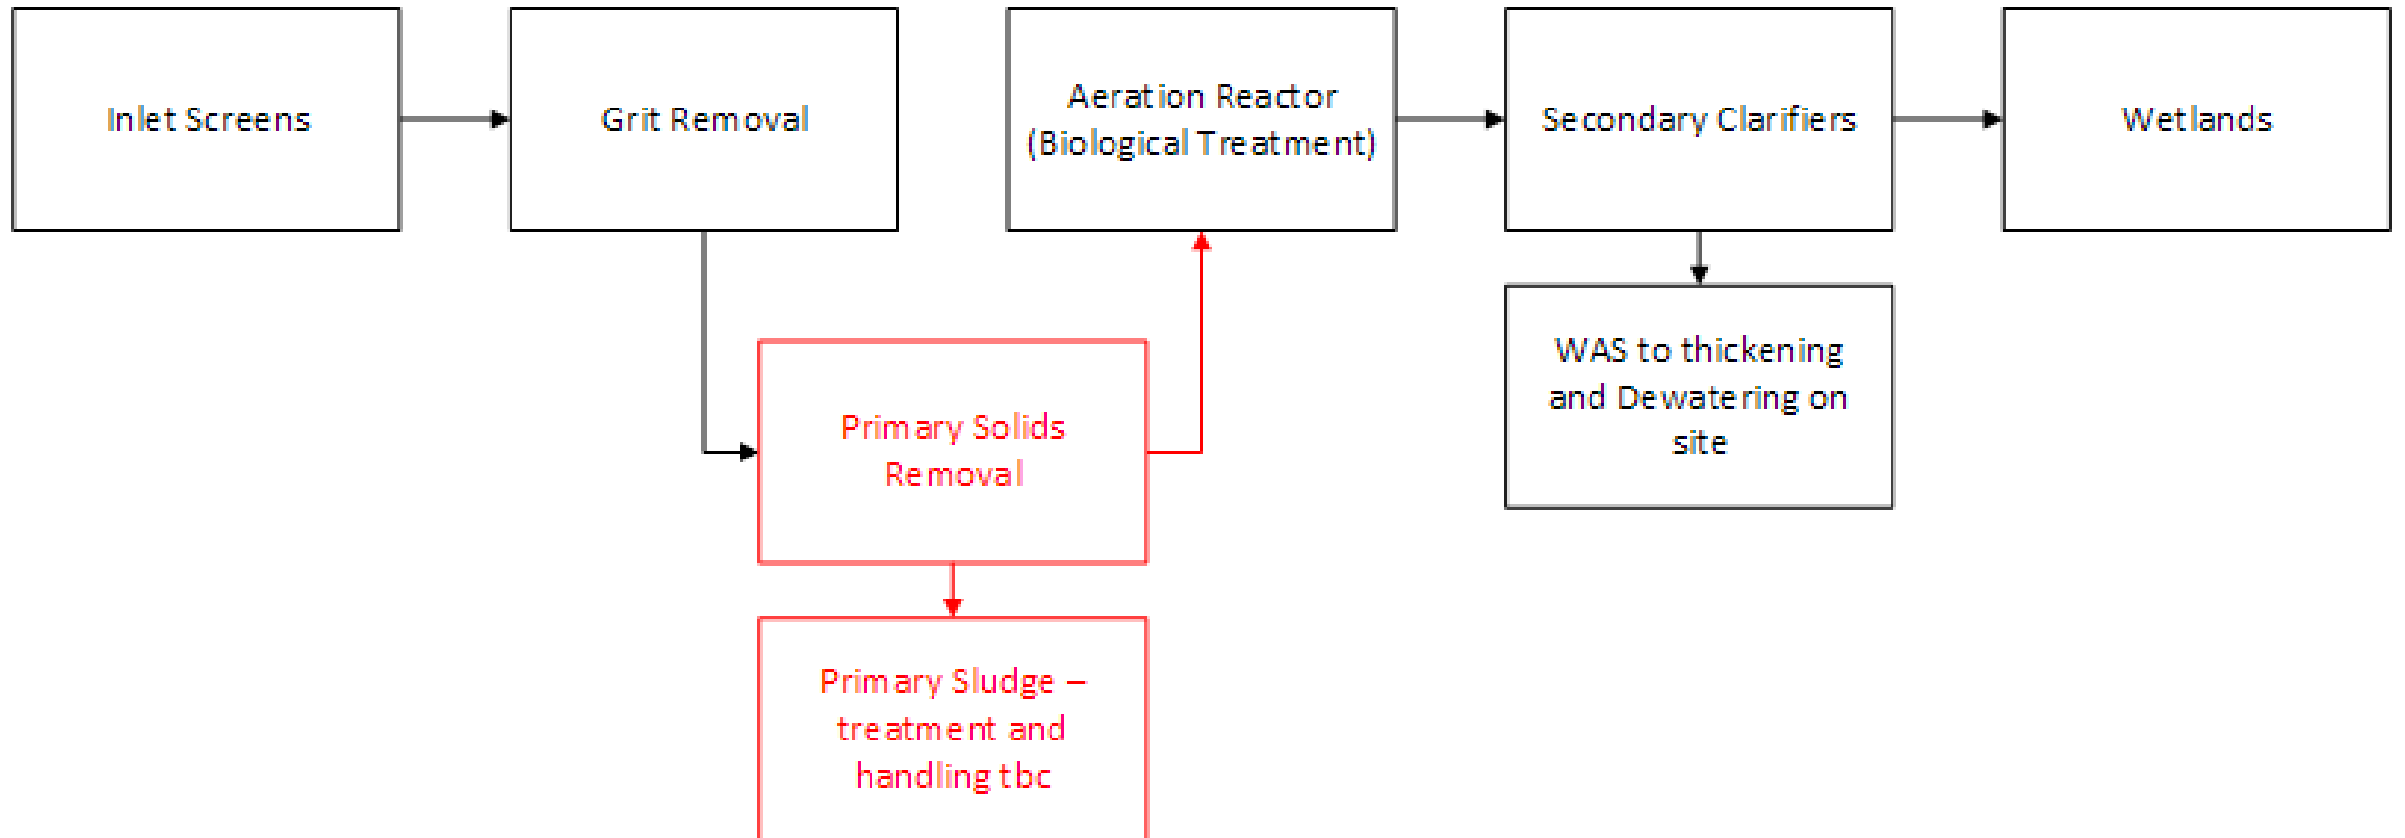 Inlet Screens
Grit Removal
Aeration Reactor
(Biological Treatment)
Secondary Clarifiers
Wetlands
Primary Solids
Removal
WAS to thickening
and Dewatering on
site
Primary Sludge –
treatment and
handling tbc